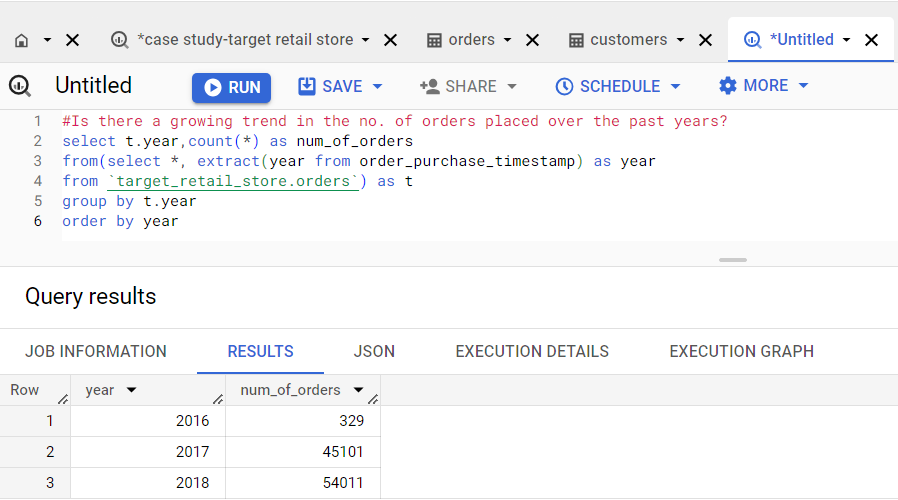 *case study-target retail store orders customers *Untitled
Untitled RUN SAVE SHARE SCHEDULE MORE
1 #Is there a growing trend in the no. of orders placed over the past years?
2 select t.year,count(*) as num_of_orders
3 from(select *, extract(year from order_purchase_timestamp) as year
4 from `target_retail_store.orders`) as t
5 group by t.year
6 order by year
Query results
JOB INFORMATION RESULTS JSON EXECUTION DETAILS EXECUTION GRAPH
Row year num_of_orders
1 2016 329
2 2017 45101
3 2018 54011